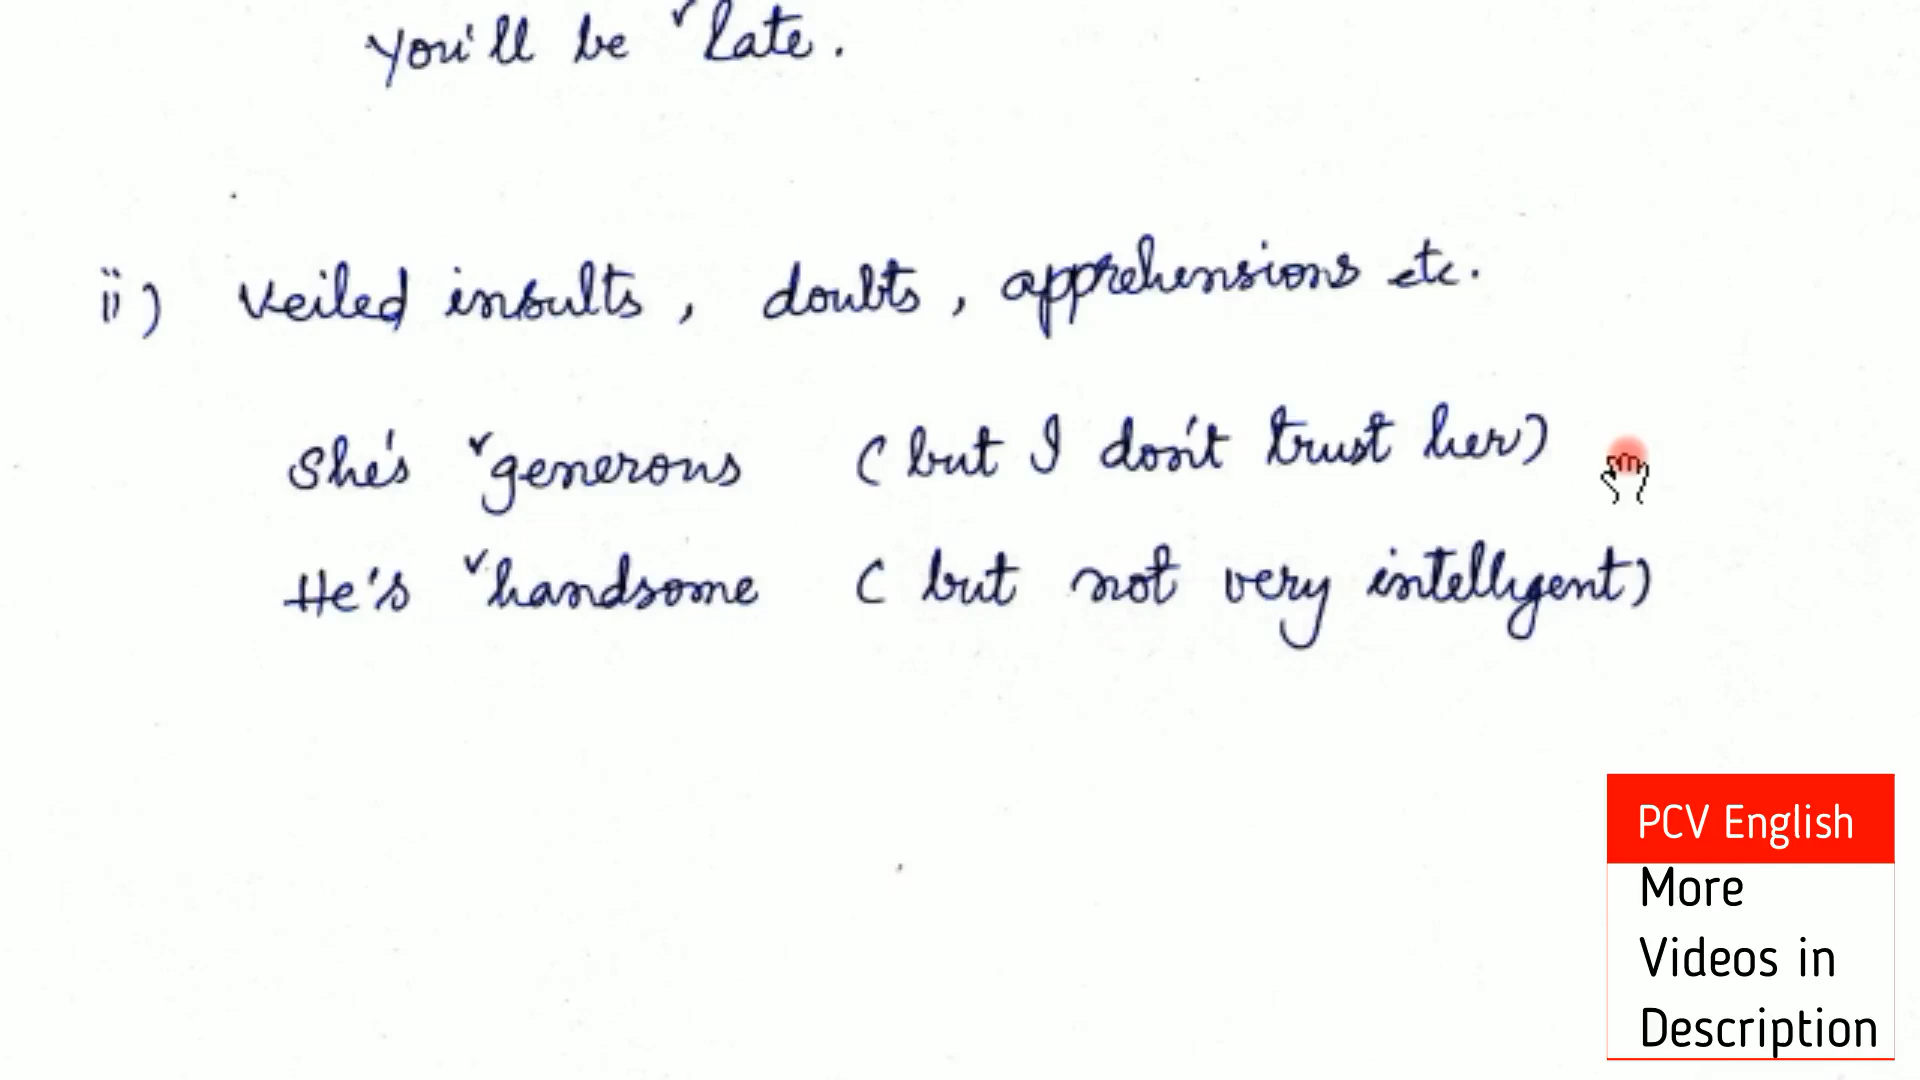 You'll be ˅late.
ii) Veiled insults, doubts, apprehensions etc.
She's ˅generous (but I don't trust her)
He's ˅handsome (but not very intelligent)
PCV English
More
Videos in
Description